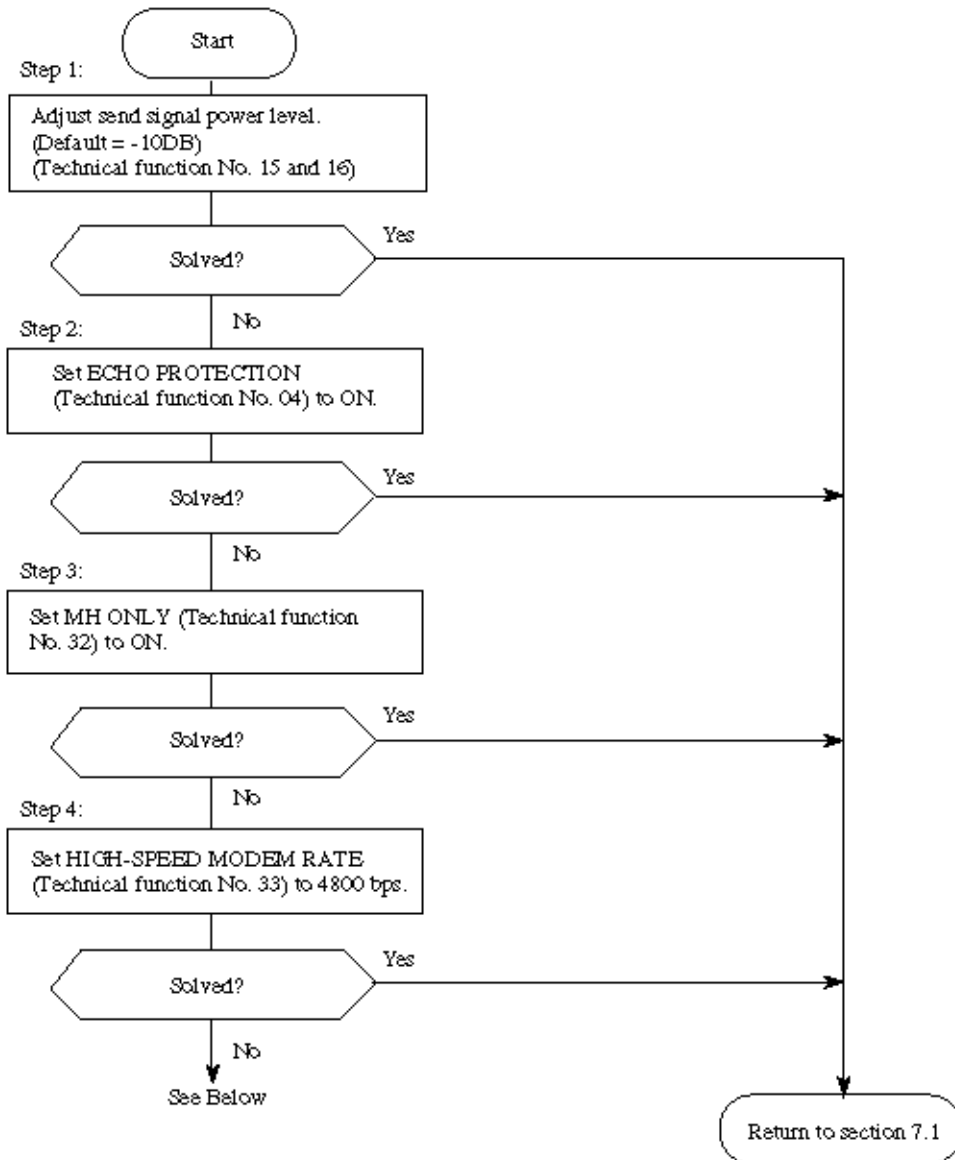 Start
Step 1:
Adjust send signal power level.
(Default = -10DB)
(Technical function No. 15 and 16)
Yes
Solved?
No
Step 2:
Set ECHO PROTECTION
(Technical function No. 04) to ON.
Yes
Solved?
No
Step 3:
Set MH ONLY (Technical function
No. 32) to ON.
Yes
Solved?
No
Step 4:
Set HIGH-SPEED MODEM RATE
(Technical function No. 33) to 4800 bps.
Yes
Solved?
No
See Below
Return to section 7.1